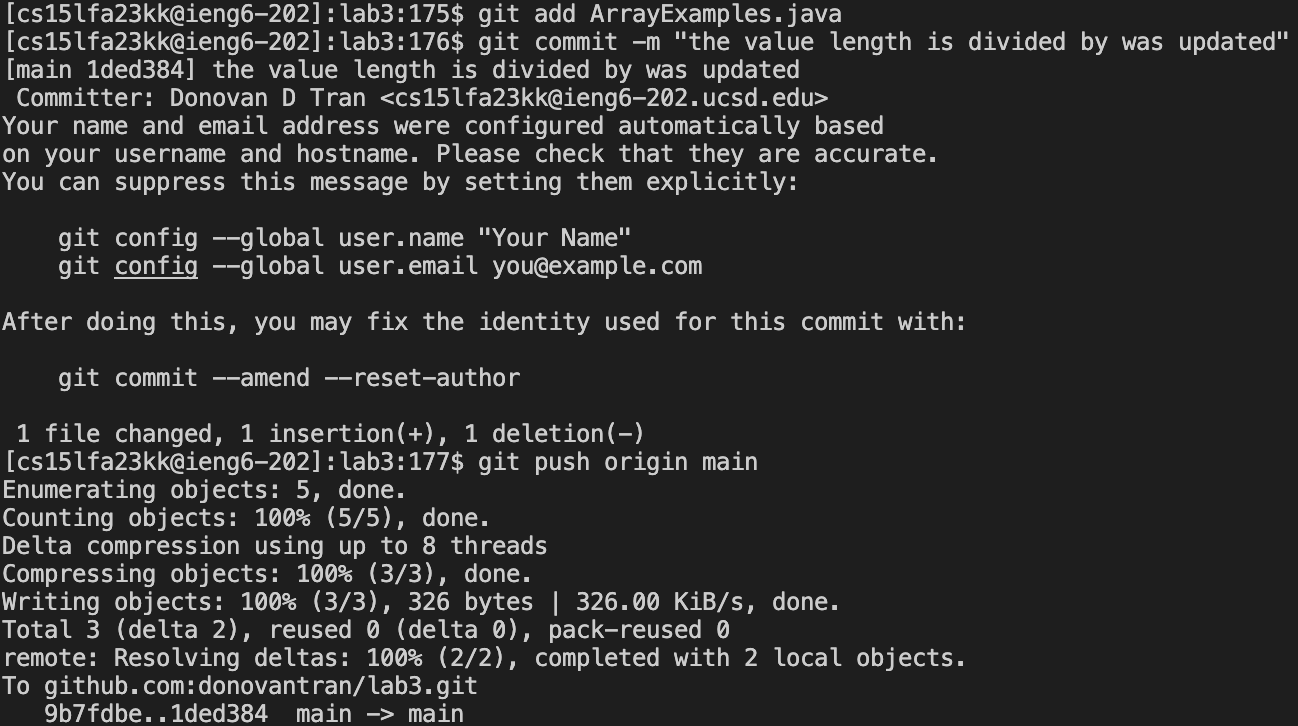 [cs15lfa23kk@ieng6-202]:lab3:175$ git add ArrayExamples.java
[cs15lfa23kk@ieng6-202]:lab3:176$ git commit -m "the value length is divided by was updated"
[main 1ded384] the value length is divided by was updated
 Committer: Donovan D Tran <cs15lfa23kk@ieng6-202.ucsd.edu>
Your name and email address were configured automatically based
on your username and hostname. Please check that they are accurate.
You can suppress this message by setting them explicitly:

    git config --global user.name "Your Name"
    git config --global user.email you@example.com

After doing this, you may fix the identity used for this commit with:

    git commit --amend --reset-author

 1 file changed, 1 insertion(+), 1 deletion(-)
[cs15lfa23kk@ieng6-202]:lab3:177$ git push origin main
Enumerating objects: 5, done.
Counting objects: 100% (5/5), done.
Delta compression using up to 8 threads
Compressing objects: 100% (3/3), done.
Writing objects: 100% (3/3), 326 bytes | 326.00 KiB/s, done.
Total 3 (delta 2), reused 0 (delta 0), pack-reused 0
remote: Resolving deltas: 100% (2/2), completed with 2 local objects.
To github.com:donovantran/lab3.git
   9b7fdbe..1ded384  main -> main